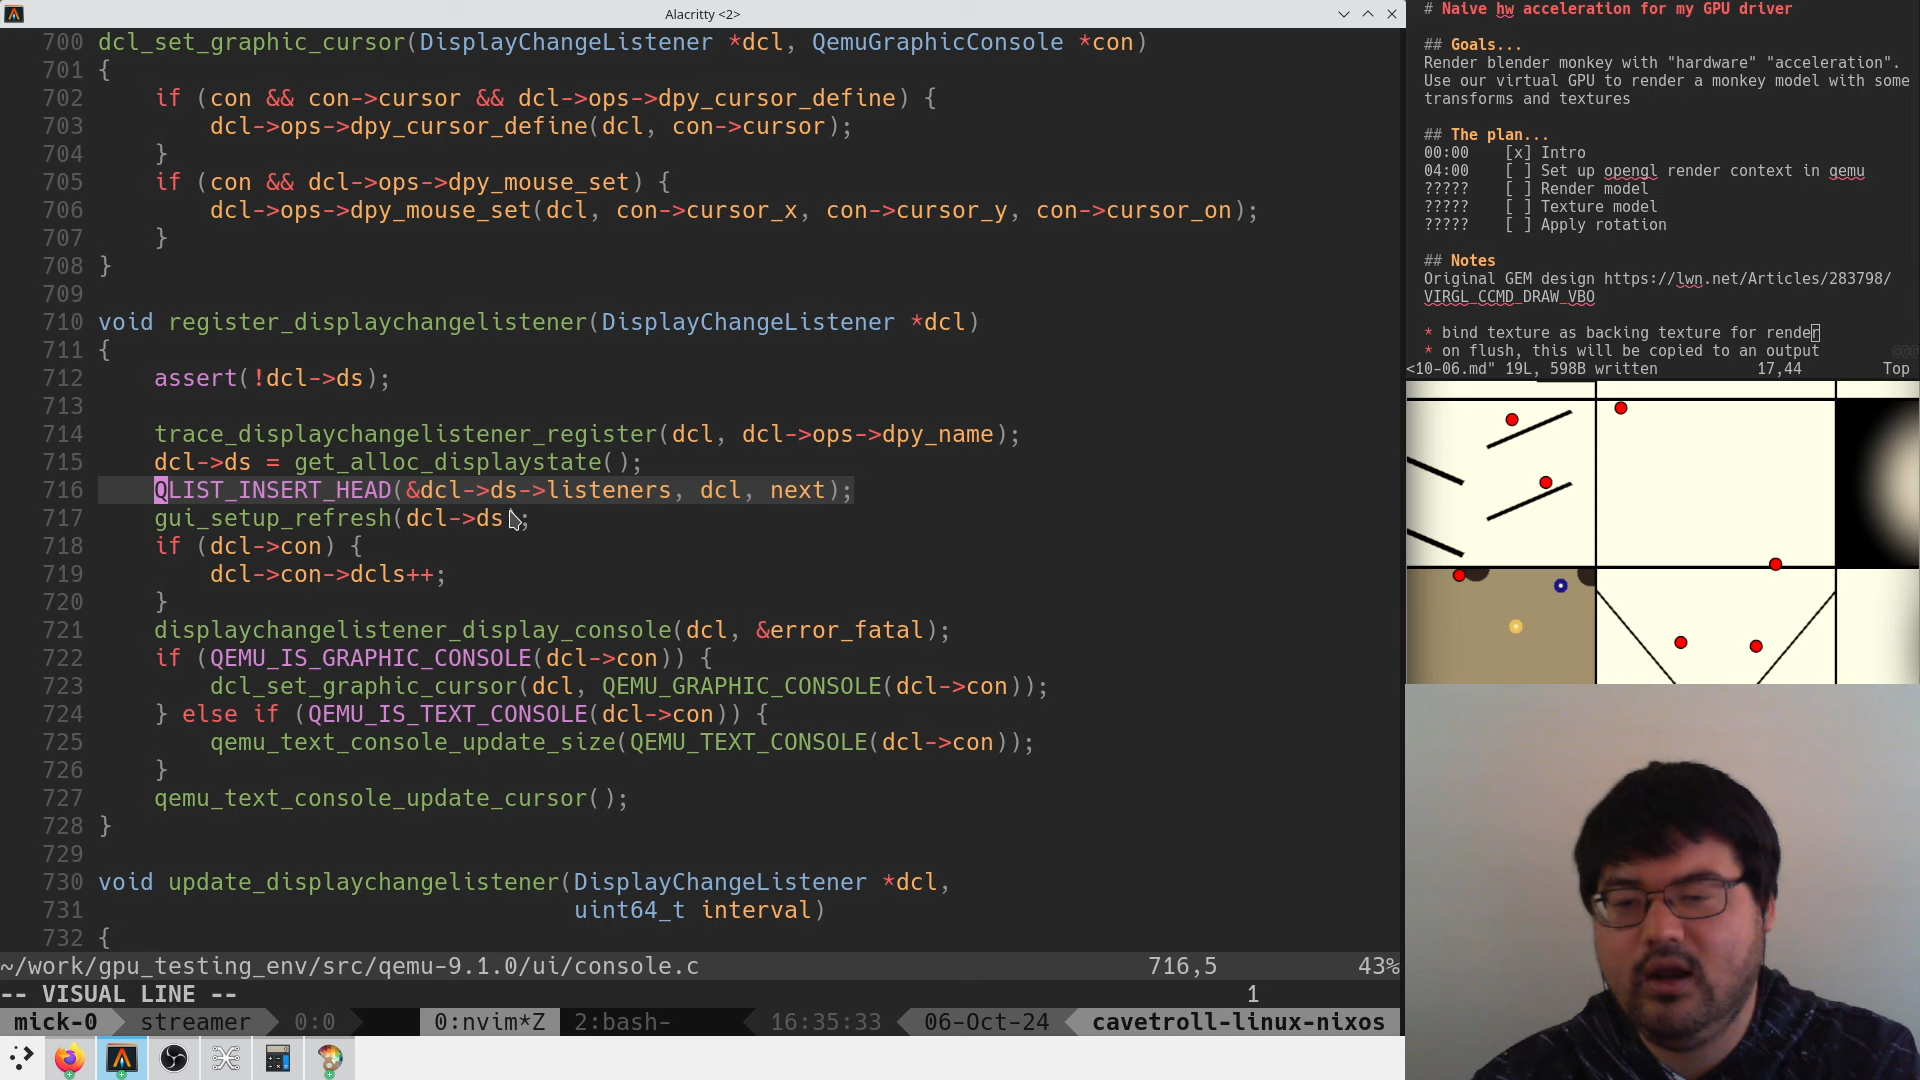 Alacritty <2>
700 dcl_set_graphic_cursor(DisplayChangeListener *dcl, QemuGraphicConsole *con)
701 {
702     if (con && con->cursor && dcl->ops->dpy_cursor_define) {
703         dcl->ops->dpy_cursor_define(dcl, con->cursor);
704     }
705     if (con && dcl->ops->dpy_mouse_set) {
706         dcl->ops->dpy_mouse_set(dcl, con->cursor_x, con->cursor_y, con->cursor_on);
707     }
708 }
709
710 void register_displaychangelistener(DisplayChangeListener *dcl)
711 {
712     assert(!dcl->ds);
713
714     trace_displaychangelistener_register(dcl, dcl->ops->dpy_name);
715     dcl->ds = get_alloc_displaystate();
716     QLIST_INSERT_HEAD(&dcl->ds->listeners, dcl, next);
717     gui_setup_refresh(dcl->ds);
718     if (dcl->con) {
719         dcl->con->dcls++;
720     }
721     displaychangelistener_display_console(dcl, &error_fatal);
722     if (QEMU_IS_GRAPHIC_CONSOLE(dcl->con)) {
723         dcl_set_graphic_cursor(dcl, QEMU_GRAPHIC_CONSOLE(dcl->con));
724     } else if (QEMU_IS_TEXT_CONSOLE(dcl->con)) {
725         qemu_text_console_update_size(QEMU_TEXT_CONSOLE(dcl->con));
726     }
727     qemu_text_console_update_cursor();
728 }
729
730 void update_displaychangelistener(DisplayChangeListener *dcl,
731                                   uint64_t interval)
732 {
~/work/gpu_testing_env/src/qemu-9.1.0/ui/console.c 716,5 43%
-- VISUAL LINE -- 1
mick-0 streamer 0:0 0:nvim*Z 2:bash- 16:35:33 06-Oct-24 cavetroll-linux-nixos
# Naive hw acceleration for my GPU driver
## Goals...
Render blender monkey with "hardware" "acceleration".
Use our virtual GPU to render a monkey model with some
transforms and textures
## The plan...
00:00 [x] Intro
04:00 [ ] Set up opengl render context in qemu
????? [ ] Render model
????? [ ] Texture model
????? [ ] Apply rotation
## Notes
Original GEM design https://lwn.net/Articles/283798/
VIRGL_CCMD_DRAW_VBO
* bind texture as backing texture for render
* on flush, this will be copied to an output
<10-06.md" 19L, 598B written 17,44 Top